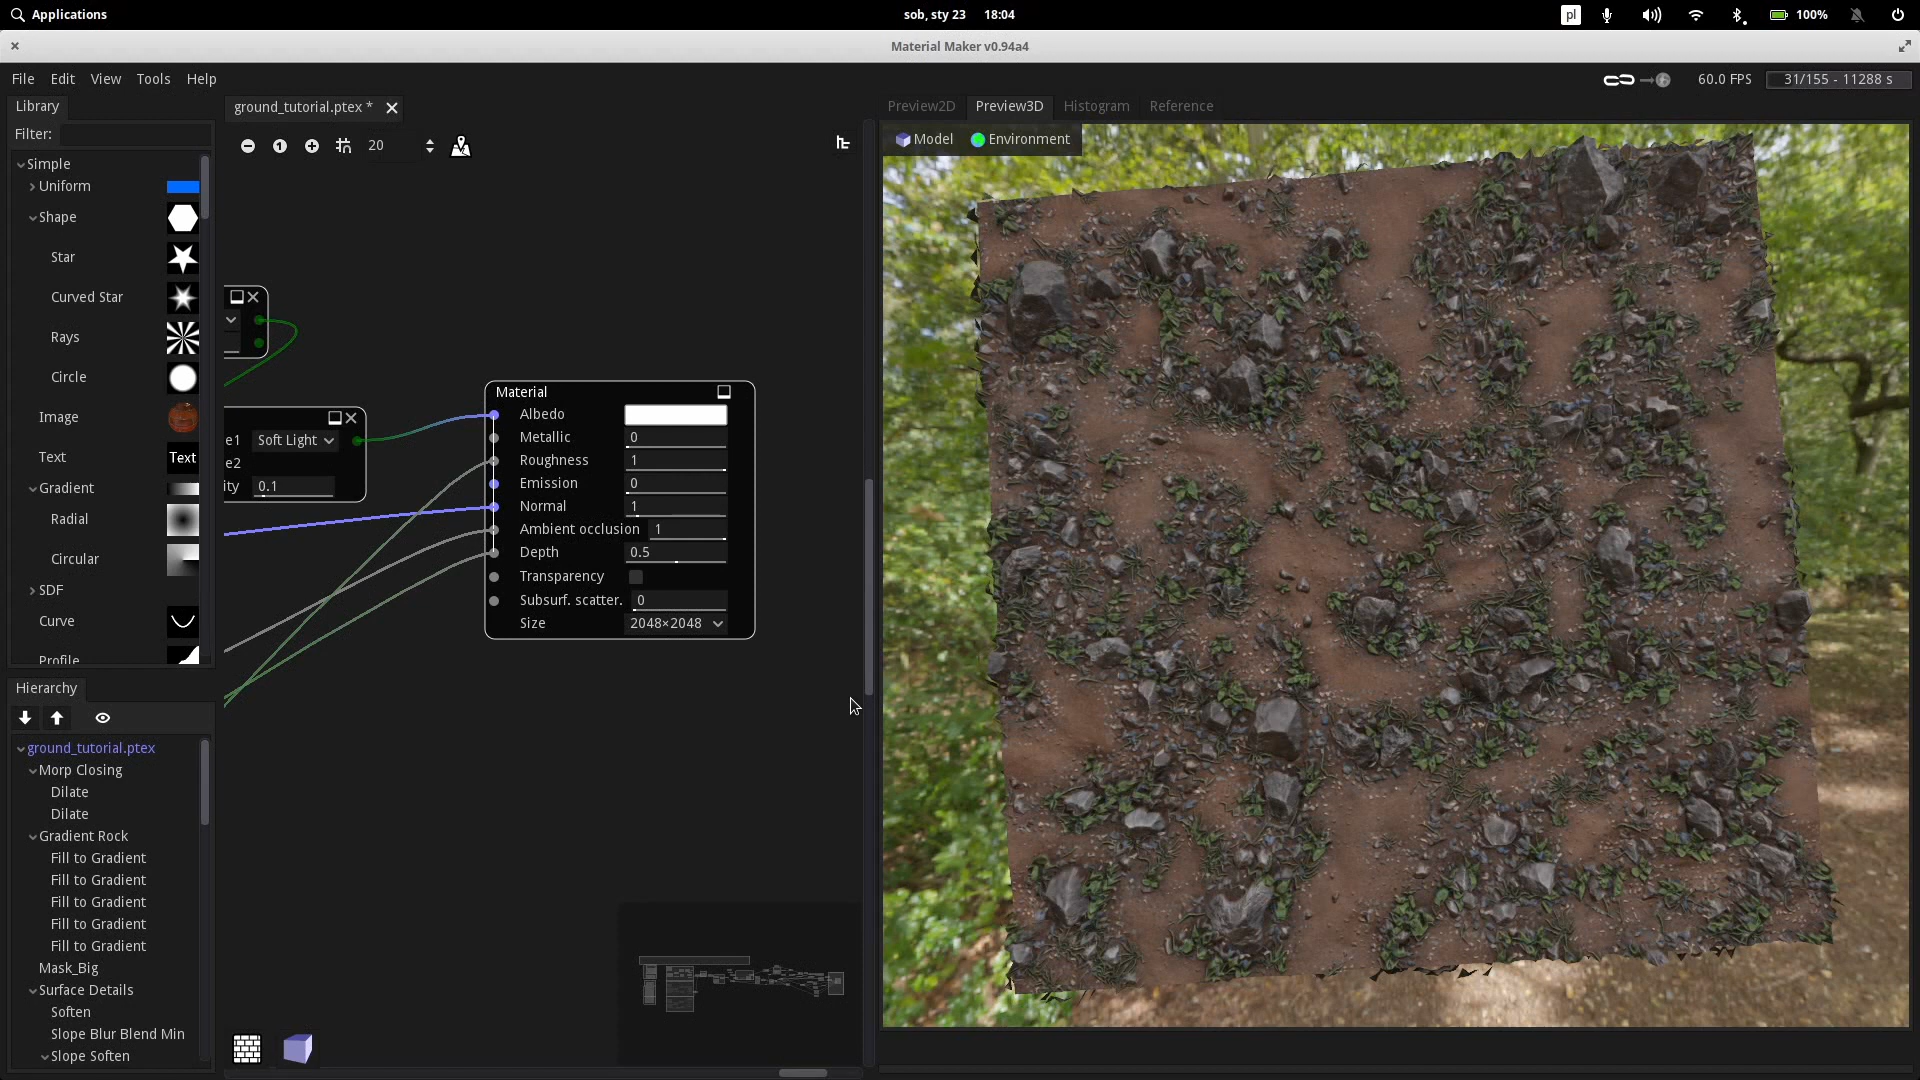 Applications
sob, sty 23 18:04
pl
100%
Material Maker v0.94a4
File Edit View Tools Help
60.0 FPS
31/155 - 11288 s
Library
Filter:
Simple
Uniform
Shape
Star
Curved Star
Rays
Circle
Image
Text
Text
Gradient
Radial
Circular
SDF
Curve
Profile
Hierarchy
ground_tutorial.ptex
Morp Closing
Dilate
Dilate
Gradient Rock
Fill to Gradient
Fill to Gradient
Fill to Gradient
Fill to Gradient
Fill to Gradient
Mask_Big
Surface Details
Soften
Slope Blur Blend Min
Slope Soften
ground_tutorial.ptex *
1
20
e1 Soft Light
e2
ity 0.1
Material
Albedo
Metallic 0
Roughness 1
Emission 0
Normal 1
Ambient occlusion 1
Depth 0.5
Transparency
Subsurf. scatter. 0
Size 2048×2048
Preview2D Preview3D Histogram Reference
Model Environment